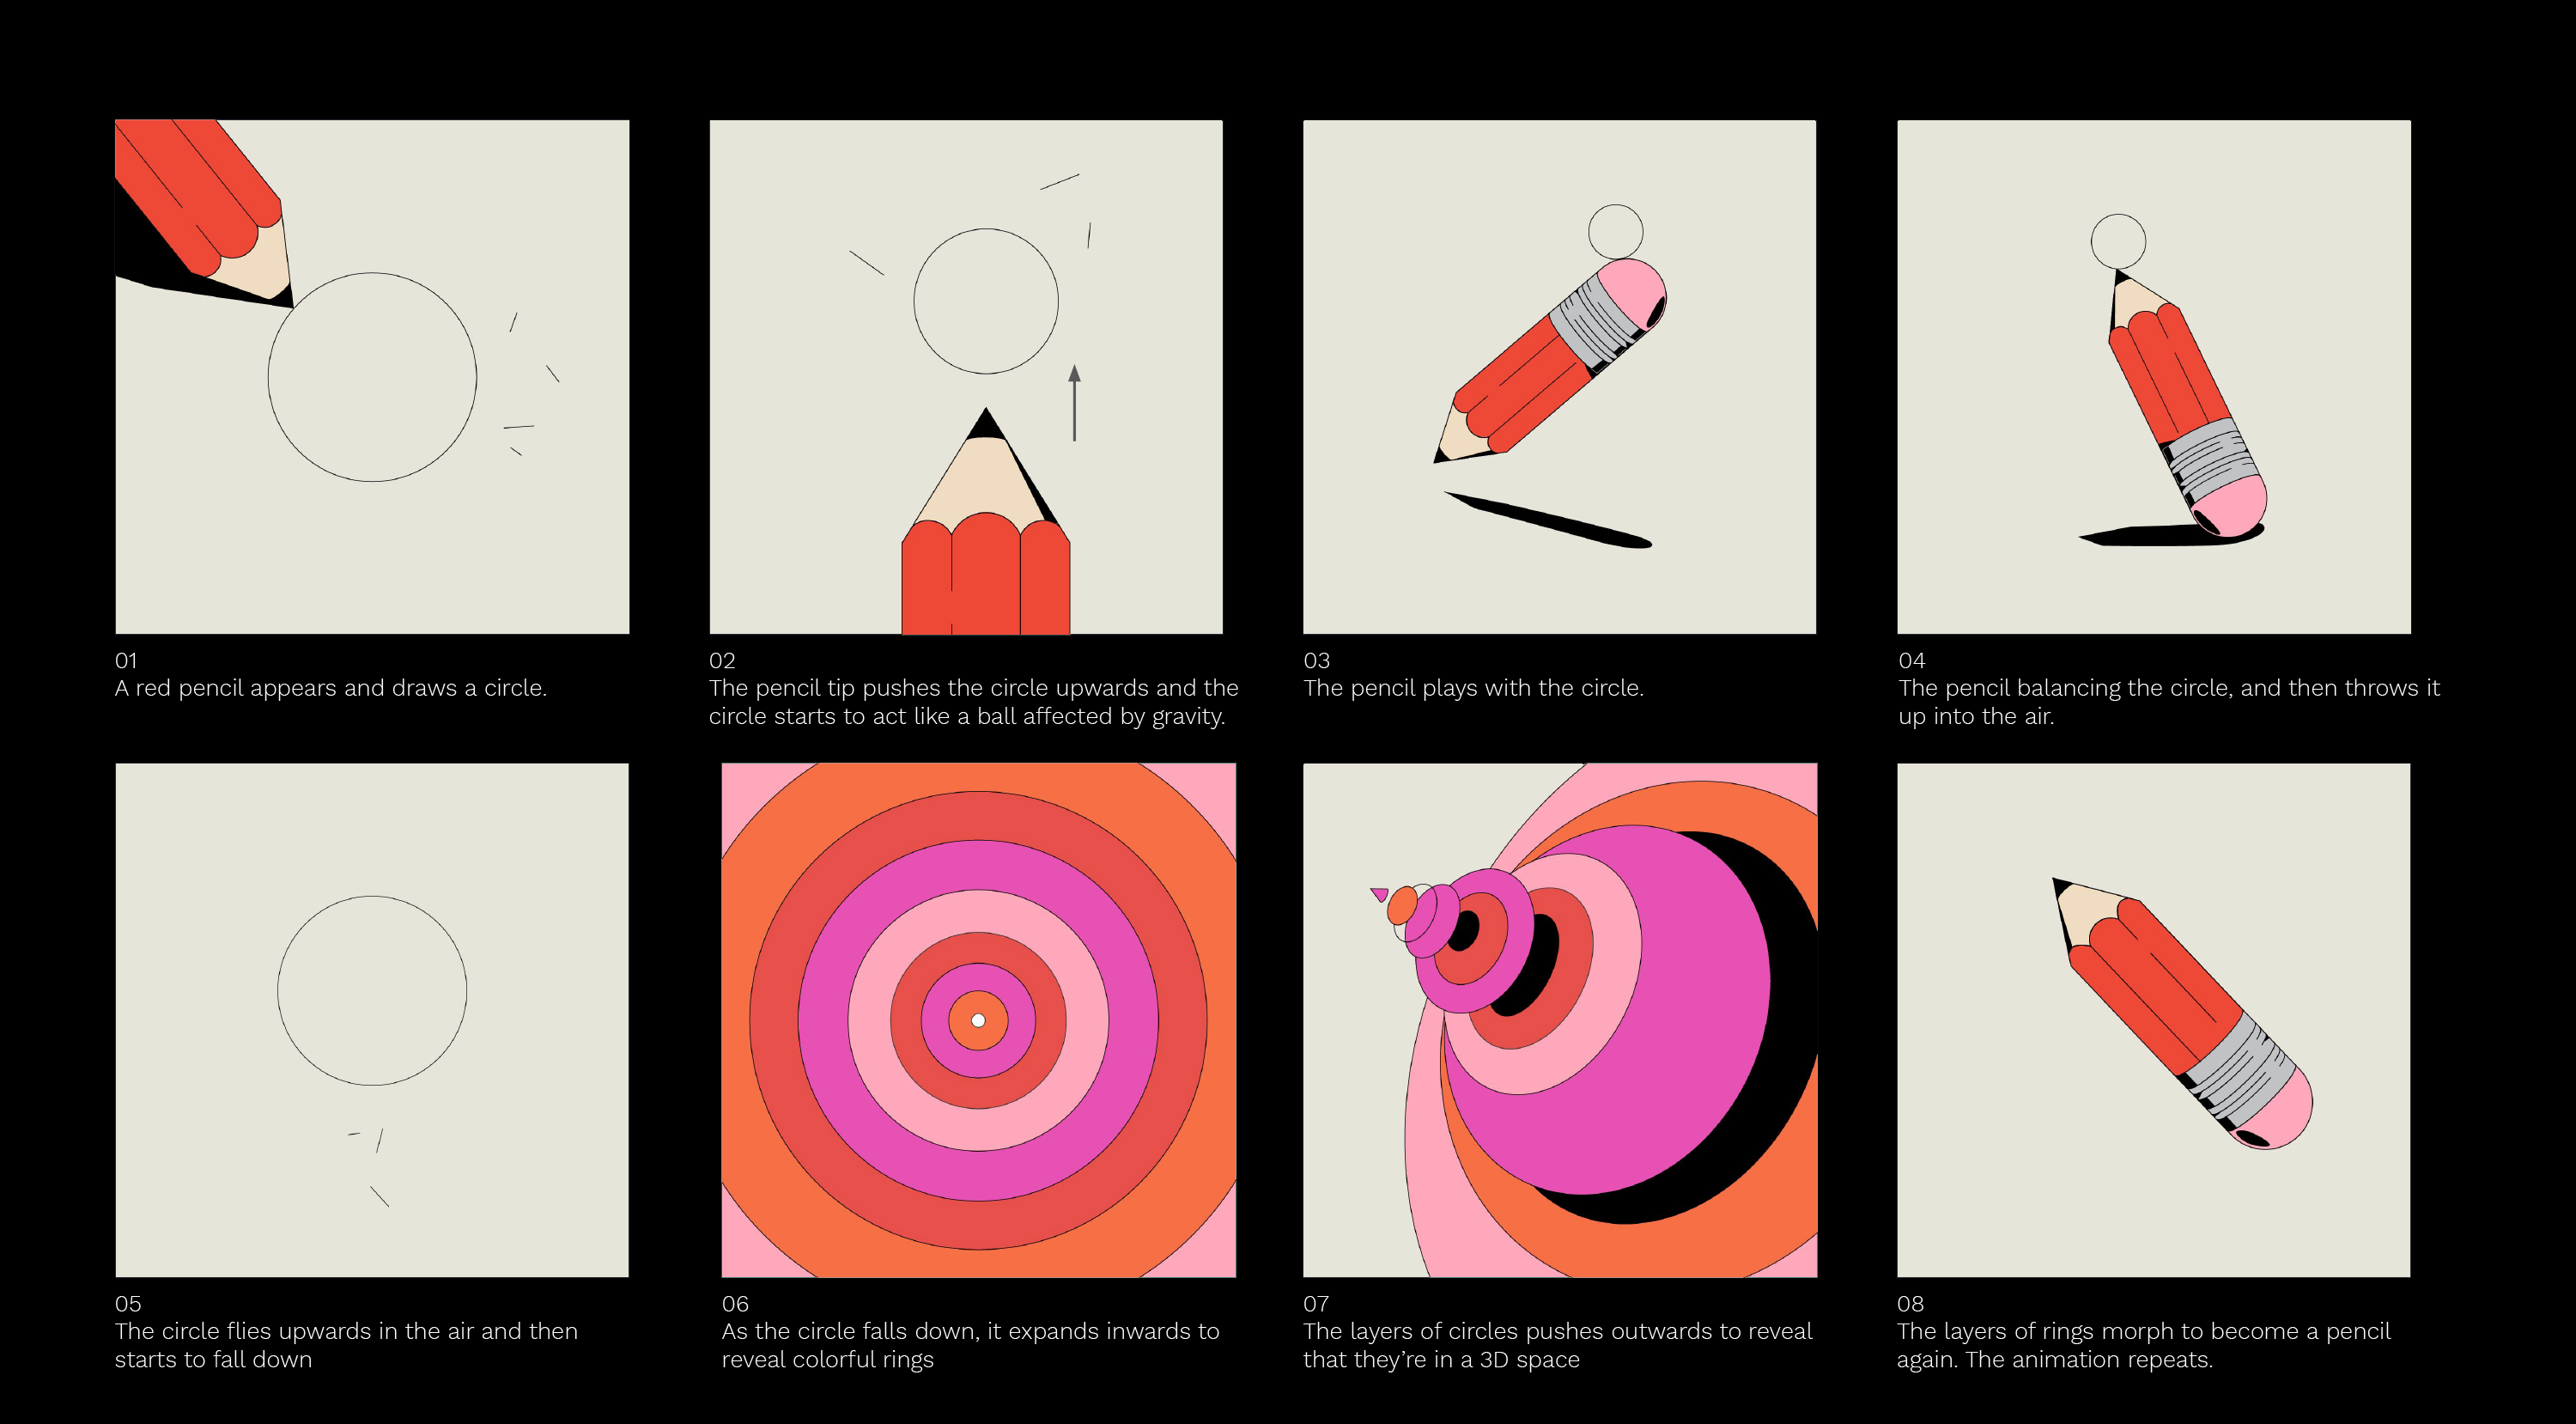 01
A red pencil appears and draws a circle.
02
The pencil tip pushes the circle upwards and the
circle starts to act like a ball affected by gravity.
03
The pencil plays with the circle.
04
The pencil balancing the circle, and then throws it
up into the air.
05
The circle flies upwards in the air and then
starts to fall down
06
As the circle falls down, it expands inwards to
reveal colorful rings
07
The layers of circles pushes outwards to reveal
that they’re in a 3D space
08
The layers of rings morph to become a pencil
again. The animation repeats.